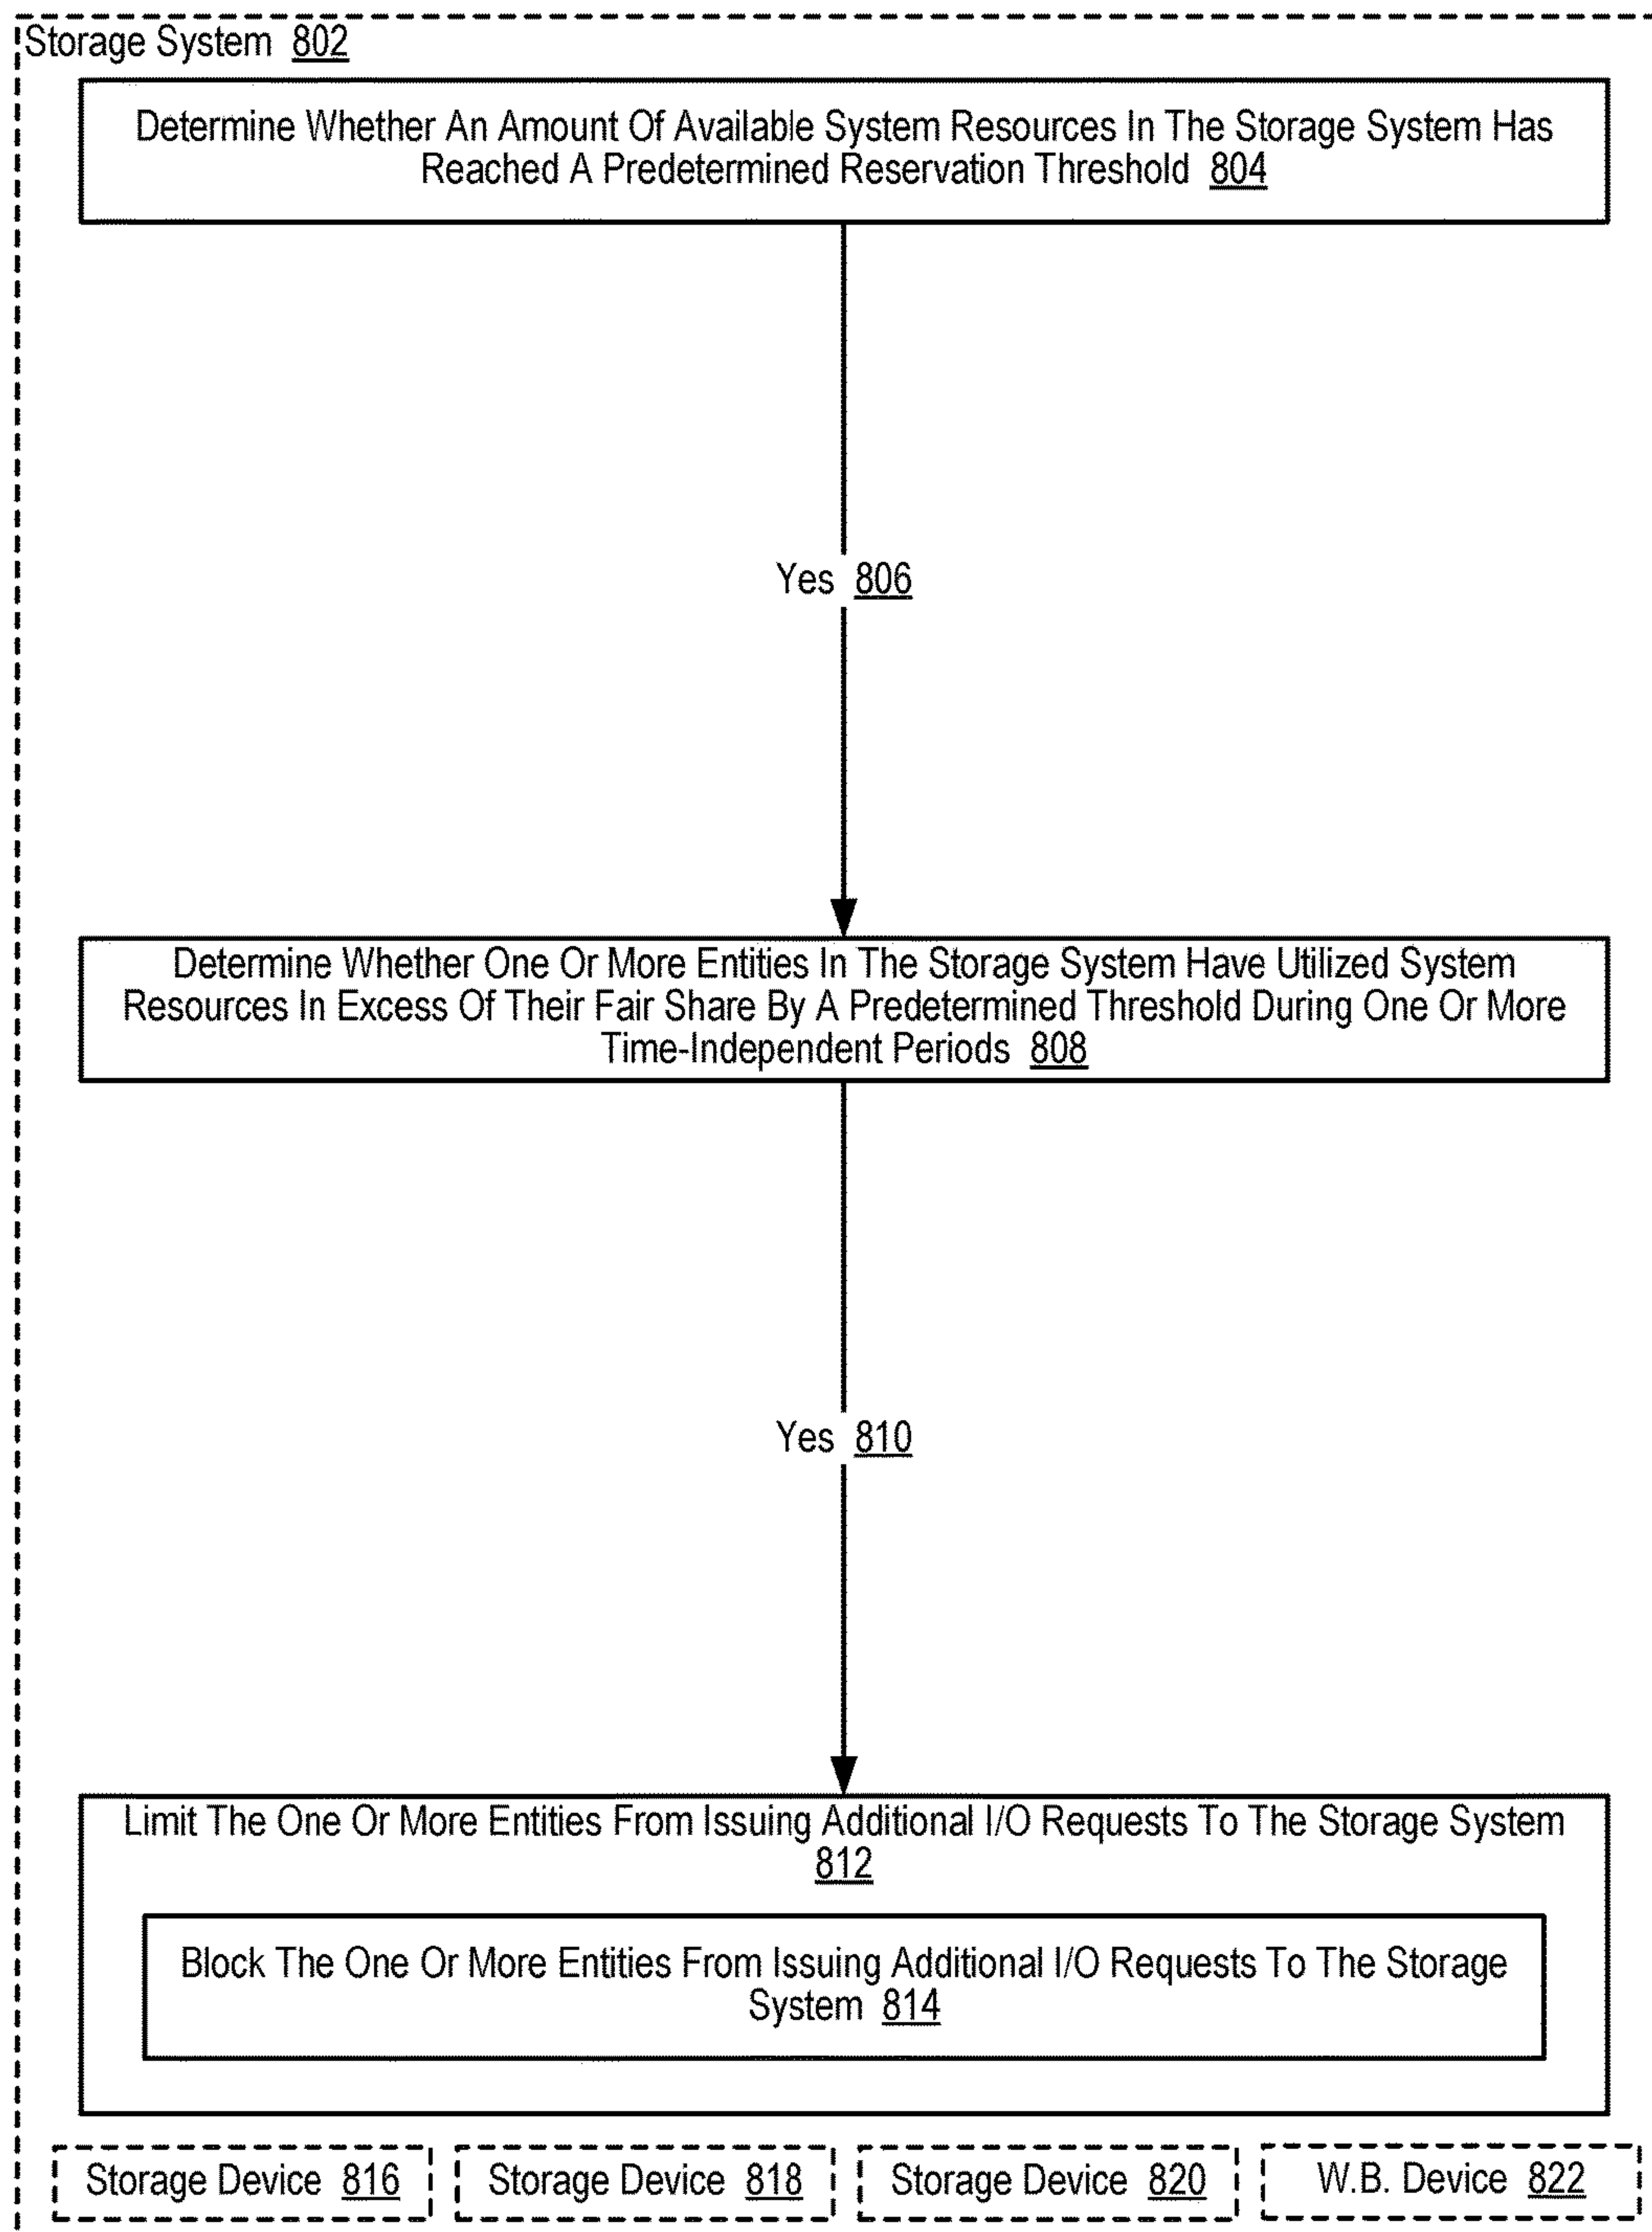 Storage System 802
Determine Whether An Amount Of Available System Resources In The Storage System Has
Reached A Predetermined Reservation Threshold 804
Yes 806
Determine Whether One Or More Entities In The Storage System Have Utilized System
Resources In Excess Of Their Fair Share By A Predetermined Threshold During One Or More
Time-Independent Periods 808
Yes 810
Limit The One Or More Entities From Issuing Additional I/O Requests To The Storage System
812
Block The One Or More Entities From Issuing Additional I/O Requests To The Storage
System 814
Storage Device 816
Storage Device 818
Storage Device 820
W.B. Device 822